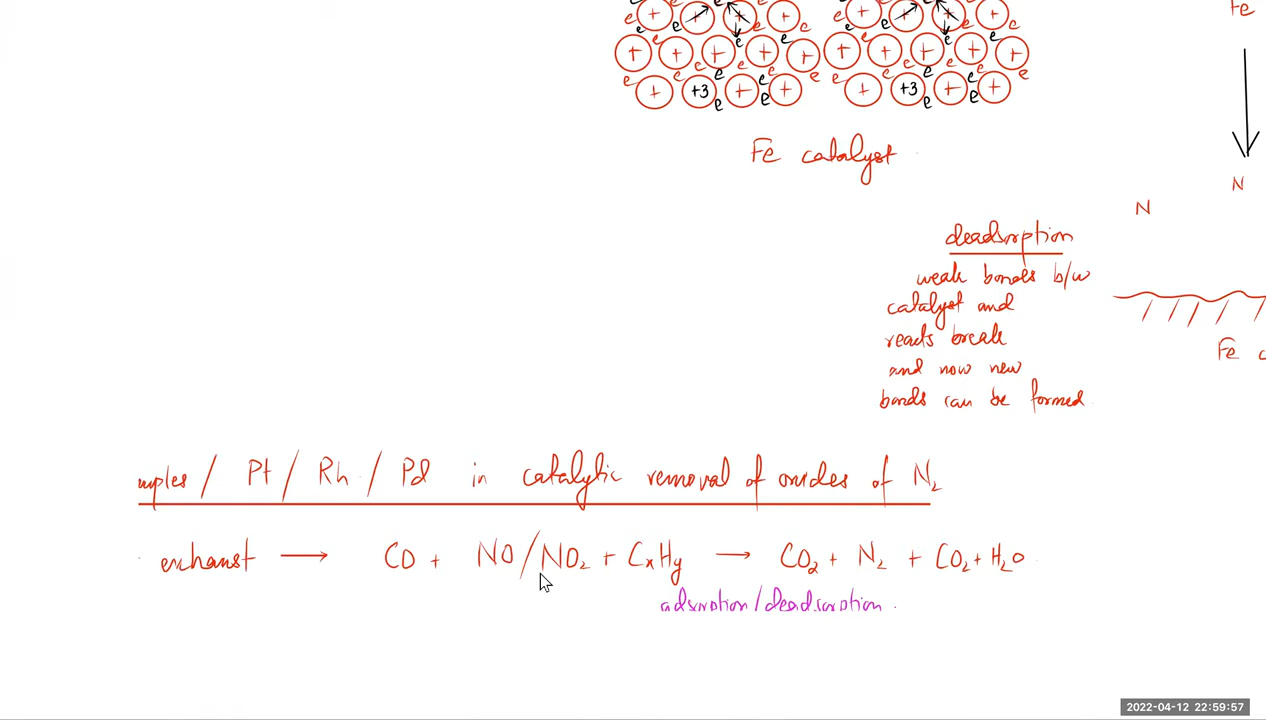 Fe
+3
+3
Fe catalyst
N
N
deadsorption
weak bonds b/w
catalyst and
reacts break
and now new
bonds can be formed
Fe
mples / Pt / Rh / Pd in catalytic removal of oxides of N₂
exhaust → CO + NO/NO₂ + CxHy → CO₂ + N₂ + CO₂ + H₂O
adsorption/deadsorption
2022-04-12 22:59:57